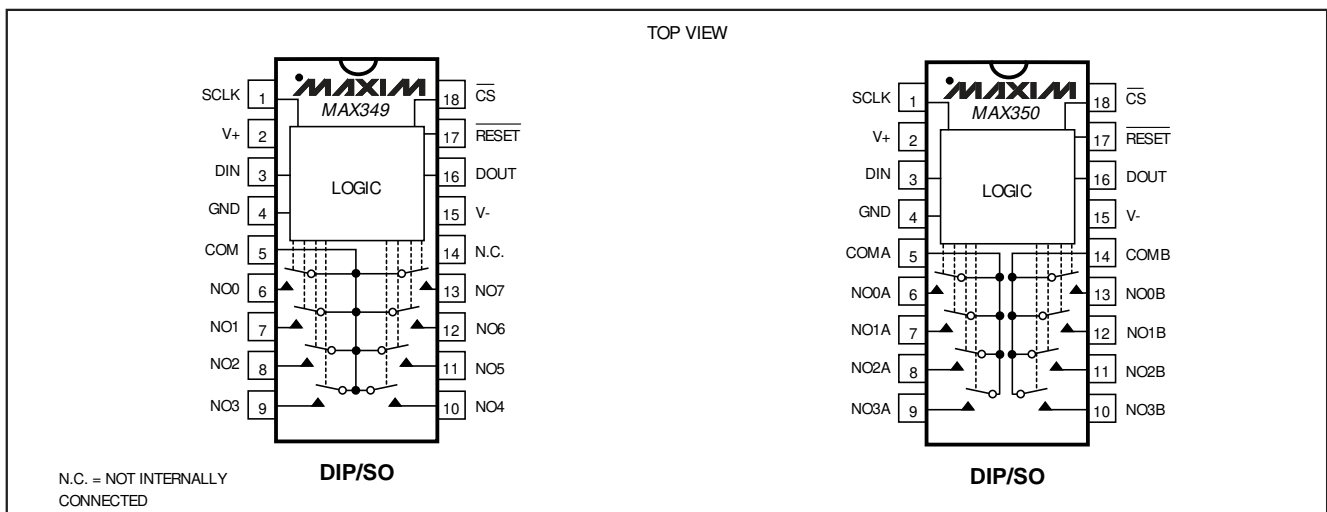 TOP VIEW
MAXIM
MAX349
SCLK 1
V+ 2
DIN 3
GND 4
COM 5
NO0 6
NO1 7
NO2 8
NO3 9
18 CS
17 RESET
16 DOUT
15 V-
14 N.C.
13 NO7
12 NO6
11 NO5
10 NO4
LOGIC
DIP/SO
N.C. = NOT INTERNALLY
CONNECTED
MAXIM
MAX350
SCLK 1
V+ 2
DIN 3
GND 4
COMA 5
NO0A 6
NO1A 7
NO2A 8
NO3A 9
18 CS
17 RESET
16 DOUT
15 V-
14 COMB
13 NO0B
12 NO1B
11 NO2B
10 NO3B
LOGIC
DIP/SO